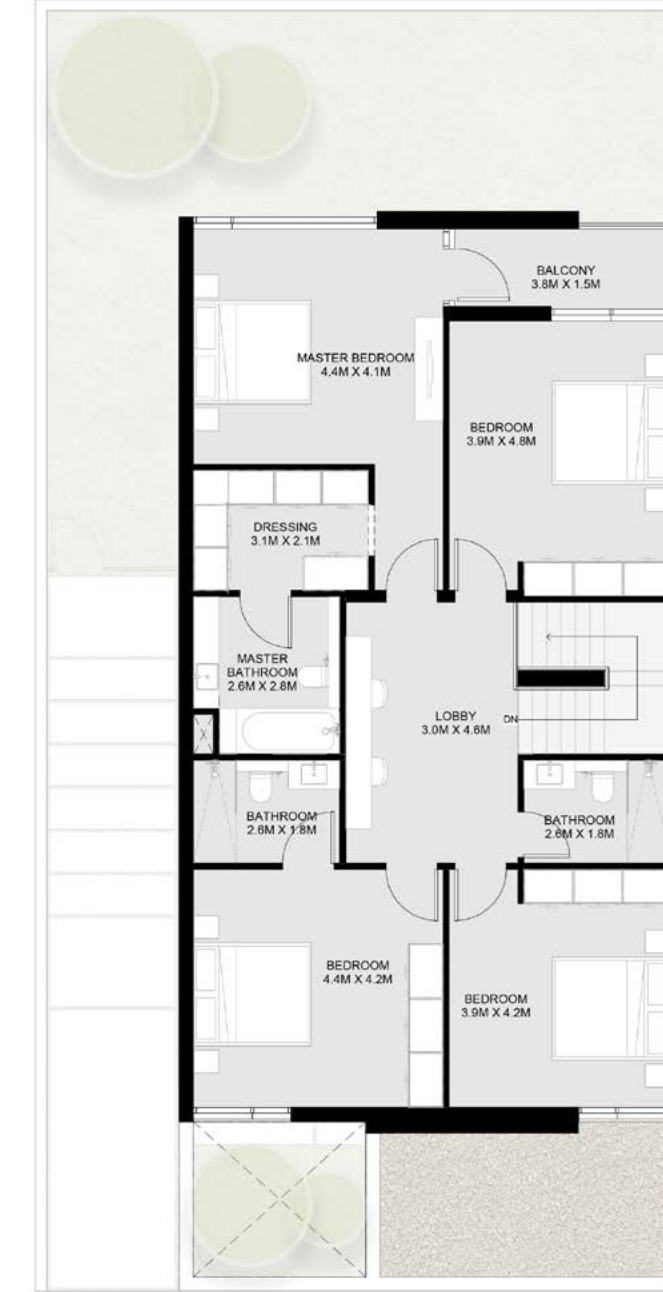 BALCONY
3.8M X 1.5M
MASTER BEDROOM
4.4M X 4.1M
BEDROOM
3.9M X 4.8M
DRESSING
3.1M X 2.1M
MASTER
BATHROOM
2.6M X 2.8M
X
LOBBY
3.0M X 4.6M
DN
BATHROOM
2.6M X 1.8M
BATHROOM
2.6M X 1.8M
BEDROOM
4.4M X 4.2M
BEDROOM
3.9M X 4.2M